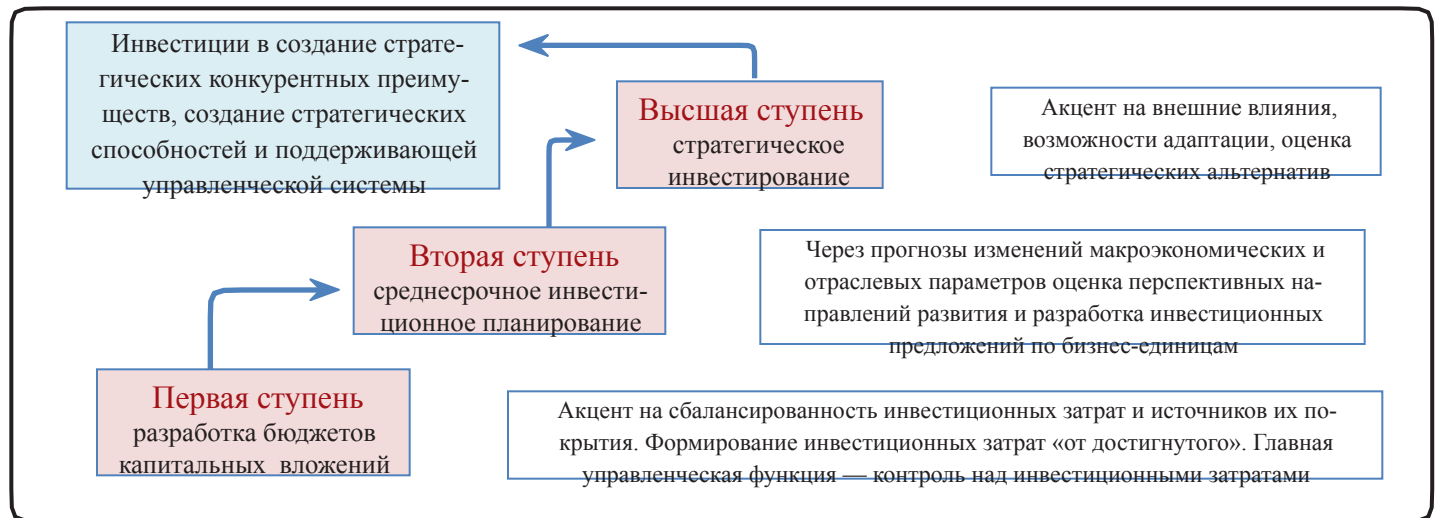 Инвестиции в создание страте-
гических конкурентных преиму-
ществ, создание стратегических
способностей и поддерживающей
управленческой системы
Высшая ступень
стратегическое
инвестирование
Акцент на внешние влияния,
возможности адаптации, оценка
стратегических альтернатив
Вторая ступень
среднесрочное инвести-
ционное планирование
Через прогнозы изменений макроэкономических и
отраслевых параметров оценка перспективных на-
правлений развития и разработка инвестиционных
предложений по бизнес-единицам
Первая ступень
разработка бюджетов
капитальных вложений
Акцент на сбалансированность инвестиционных затрат и источников их по-
крытия. Формирование инвестиционных затрат «от достигнутого». Главная
управленческая функция — контроль над инвестиционными затратами